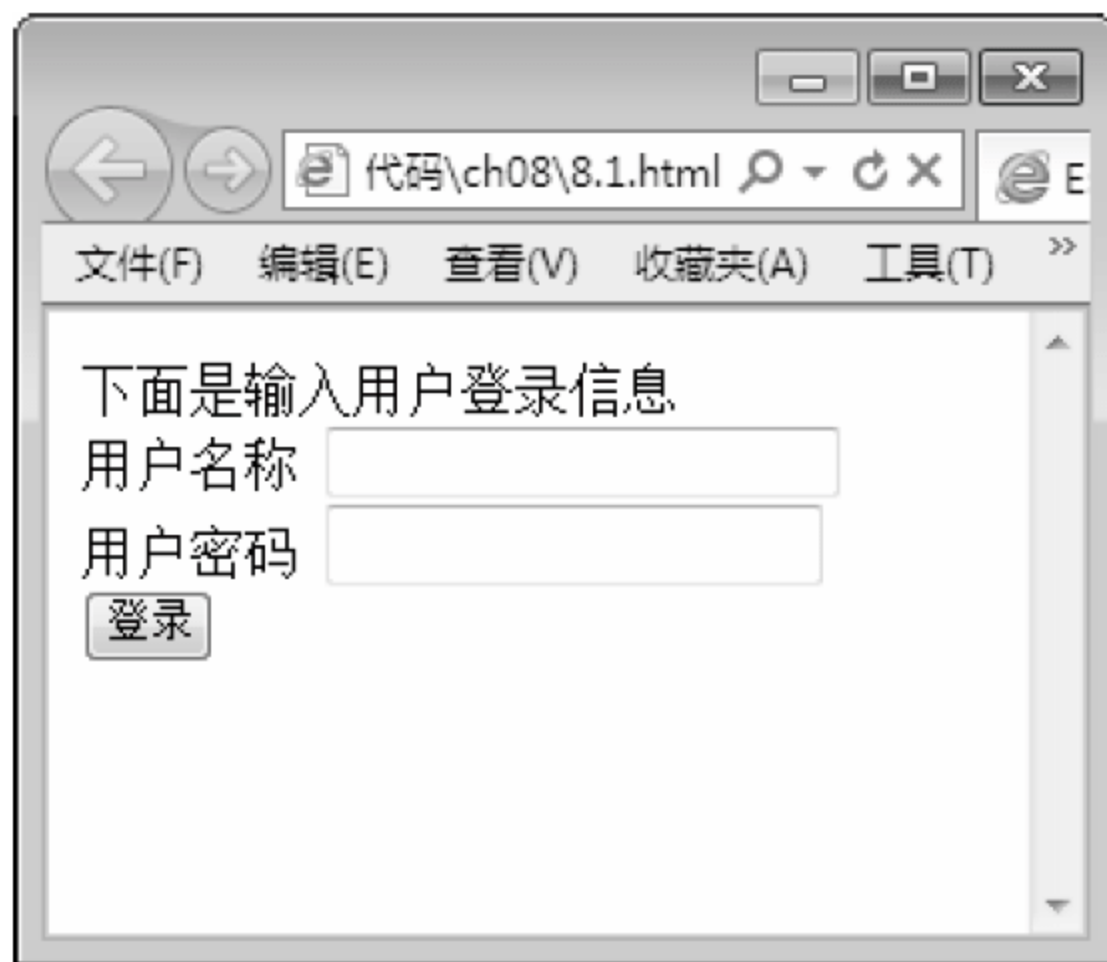 代码\ch08\8.1.html E
文件(F) 编辑(E) 查看(V) 收藏夹(A) 工具(T) »
下面是输入用户登录信息
用户名称
用户密码
登录